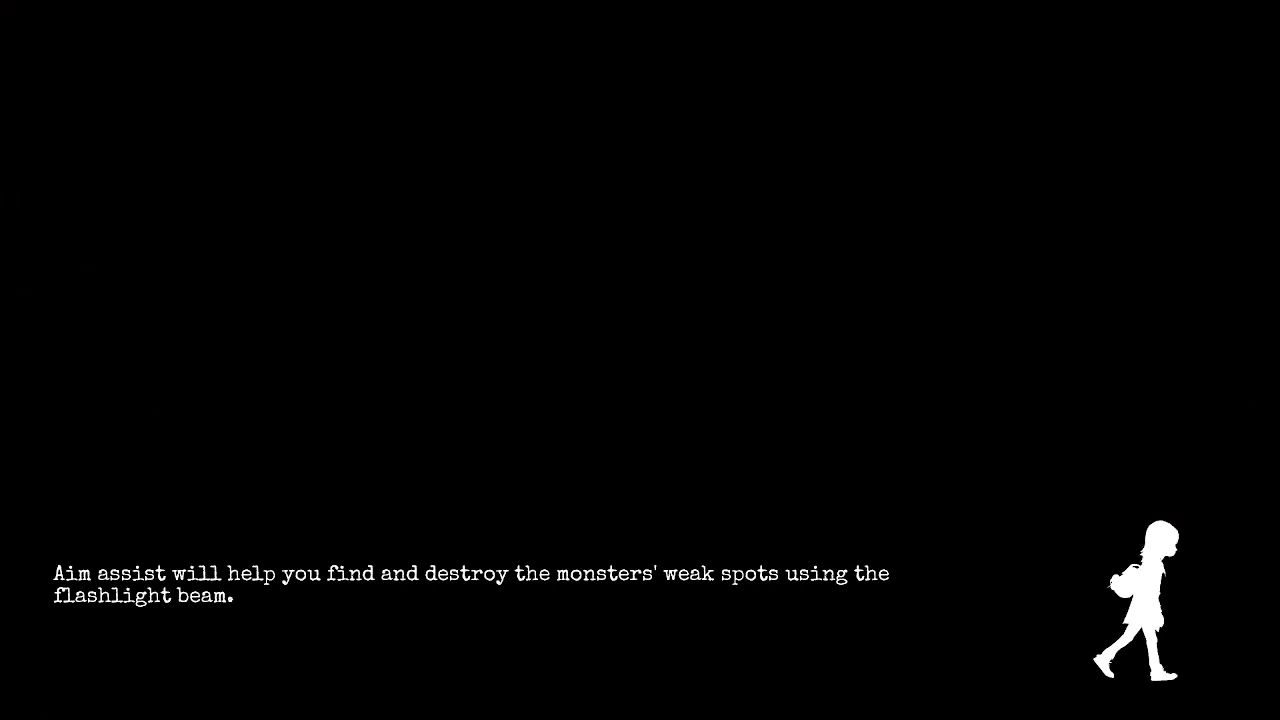 Aim assist will help you find and destroy the monsters' weak spots using the
flashlight beam.